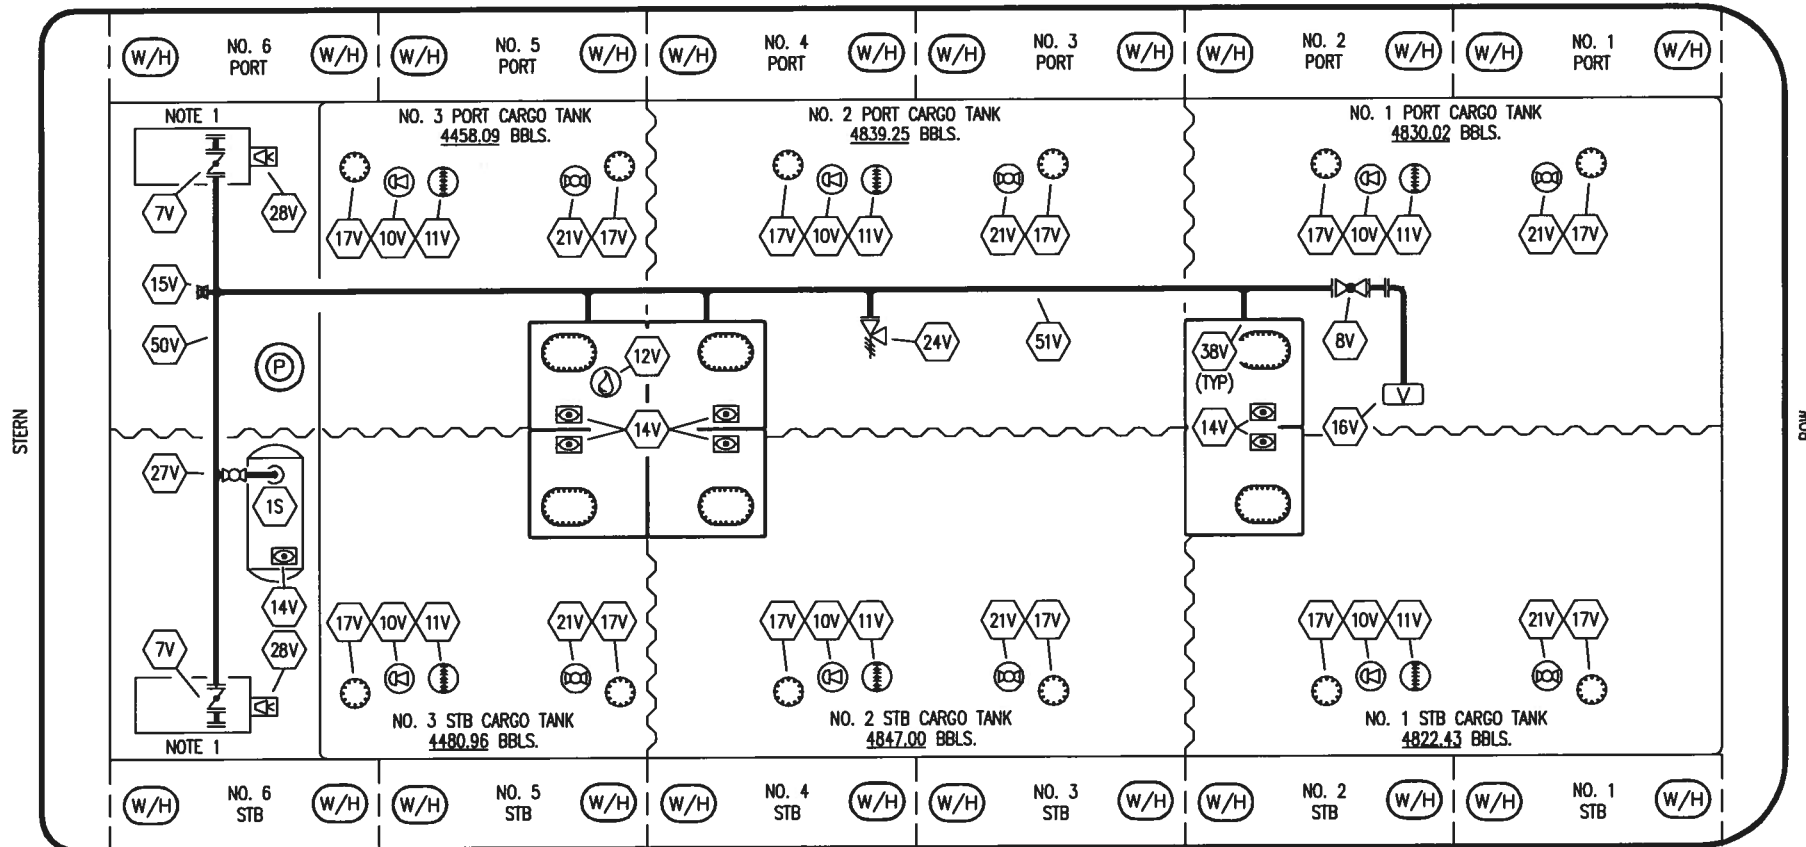 W/H NO. 6 W/H W/H NO. 5 W/H W/H NO. 4 W/H W/H NO. 3 W/H W/H NO. 2 W/H W/H NO. 1 W/H
PORT PORT PORT PORT PORT PORT
NOTE 1
NO. 3 PORT CARGO TANK
4458.09 BBLS.
NO. 2 PORT CARGO TANK
4839.25 BBLS.
NO. 1 PORT CARGO TANK
4830.02 BBLS.
7V 28V 17V 10V 11V 21V 17V 17V 10V 11V 21V 17V 17V 10V 11V 21V 17V
15V
50V
P
12V
24V
51V
38V
(TYP)
8V
V
STERN
14V
14V
16V
27V
1S
14V
7V 28V 17V 10V 11V 21V 17V 17V 10V 11V 21V 17V 17V 10V 11V 21V 17V
NO. 3 STB CARGO TANK
4480.96 BBLS.
NO. 2 STB CARGO TANK
4847.00 BBLS.
NO. 1 STB CARGO TANK
4822.43 BBLS.
NOTE 1
W/H NO. 6 W/H W/H NO. 5 W/H W/H NO. 4 W/H W/H NO. 3 W/H W/H NO. 2 W/H W/H NO. 1 W/H
STB STB STB STB STB STB